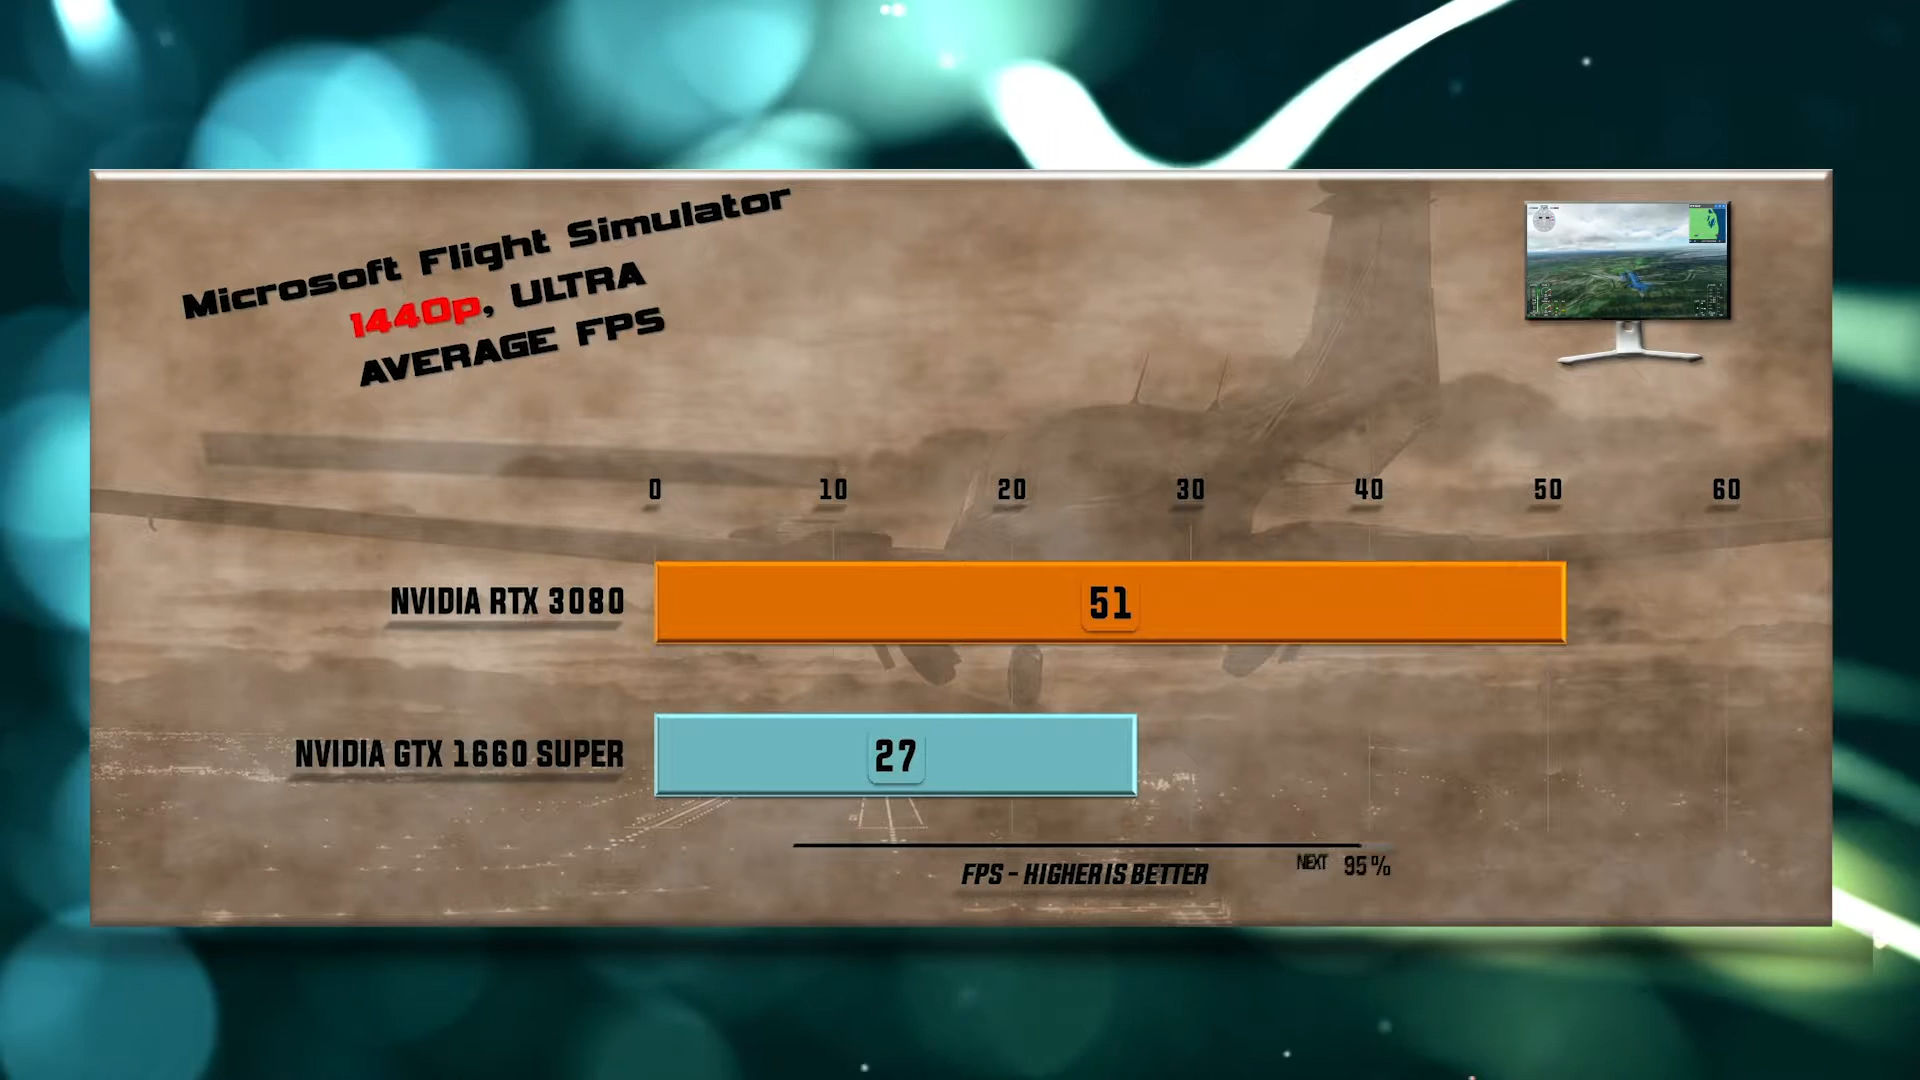 Microsoft Flight Simulator
1440p, ULTRA
AVERAGE FPS
0 10 20 30 40 50 60
NVIDIA RTX 3080 51
NVIDIA GTX 1660 SUPER 27
FPS - HIGHER IS BETTER
NEXT 95%